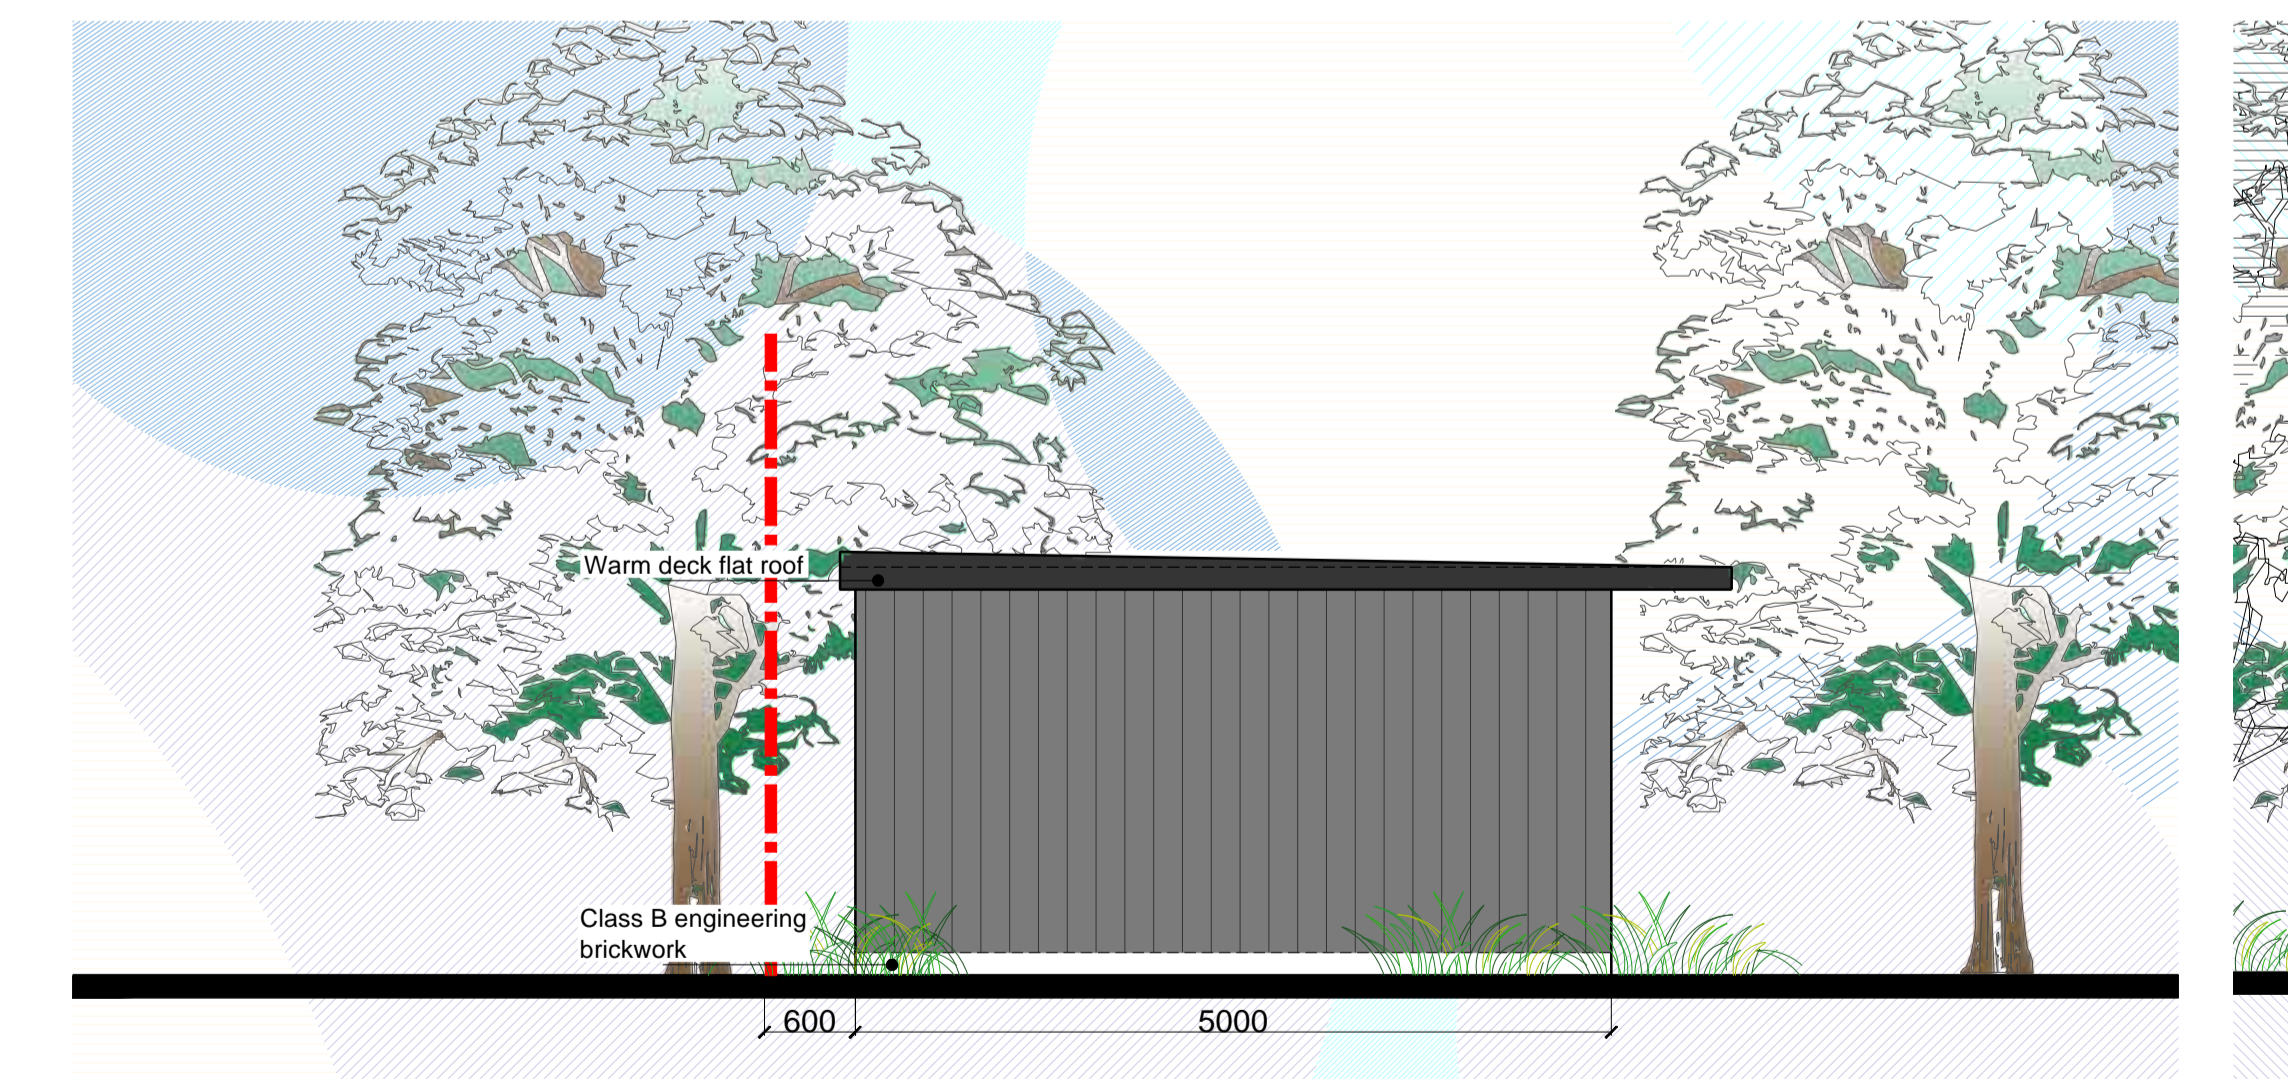 Warm deck flat roof
Class B engineering
brickwork
600
5000